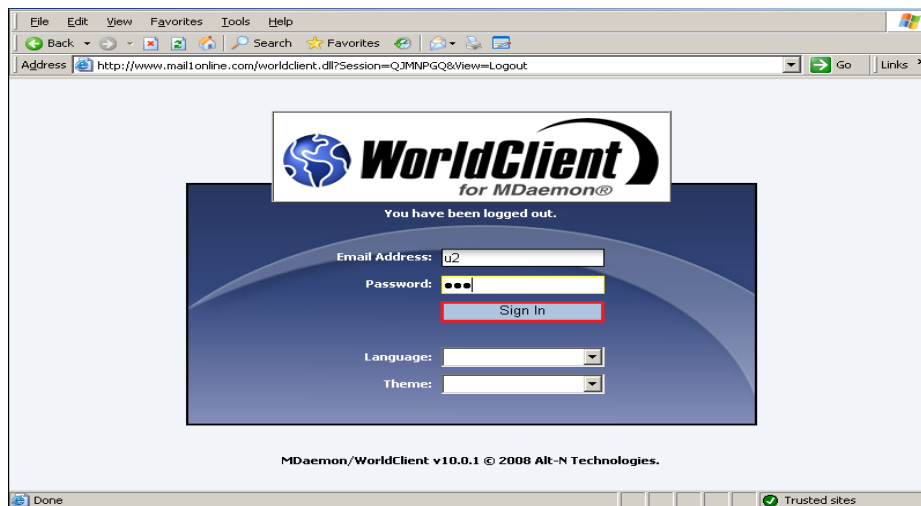 File Edit View Favorites Tools Help
Back Search Favorites
Address http://www.mail1online.com/worldclient.dll?Session=QJMNPGQ&View=Logout Go Links
WorldClient
for MDaemon®
You have been logged out.
Email Address: u2
Password: •••
Sign In
Language:
Theme:
MDaemon/WorldClient v10.0.1 © 2008 Alt-N Technologies.
Done Trusted sites